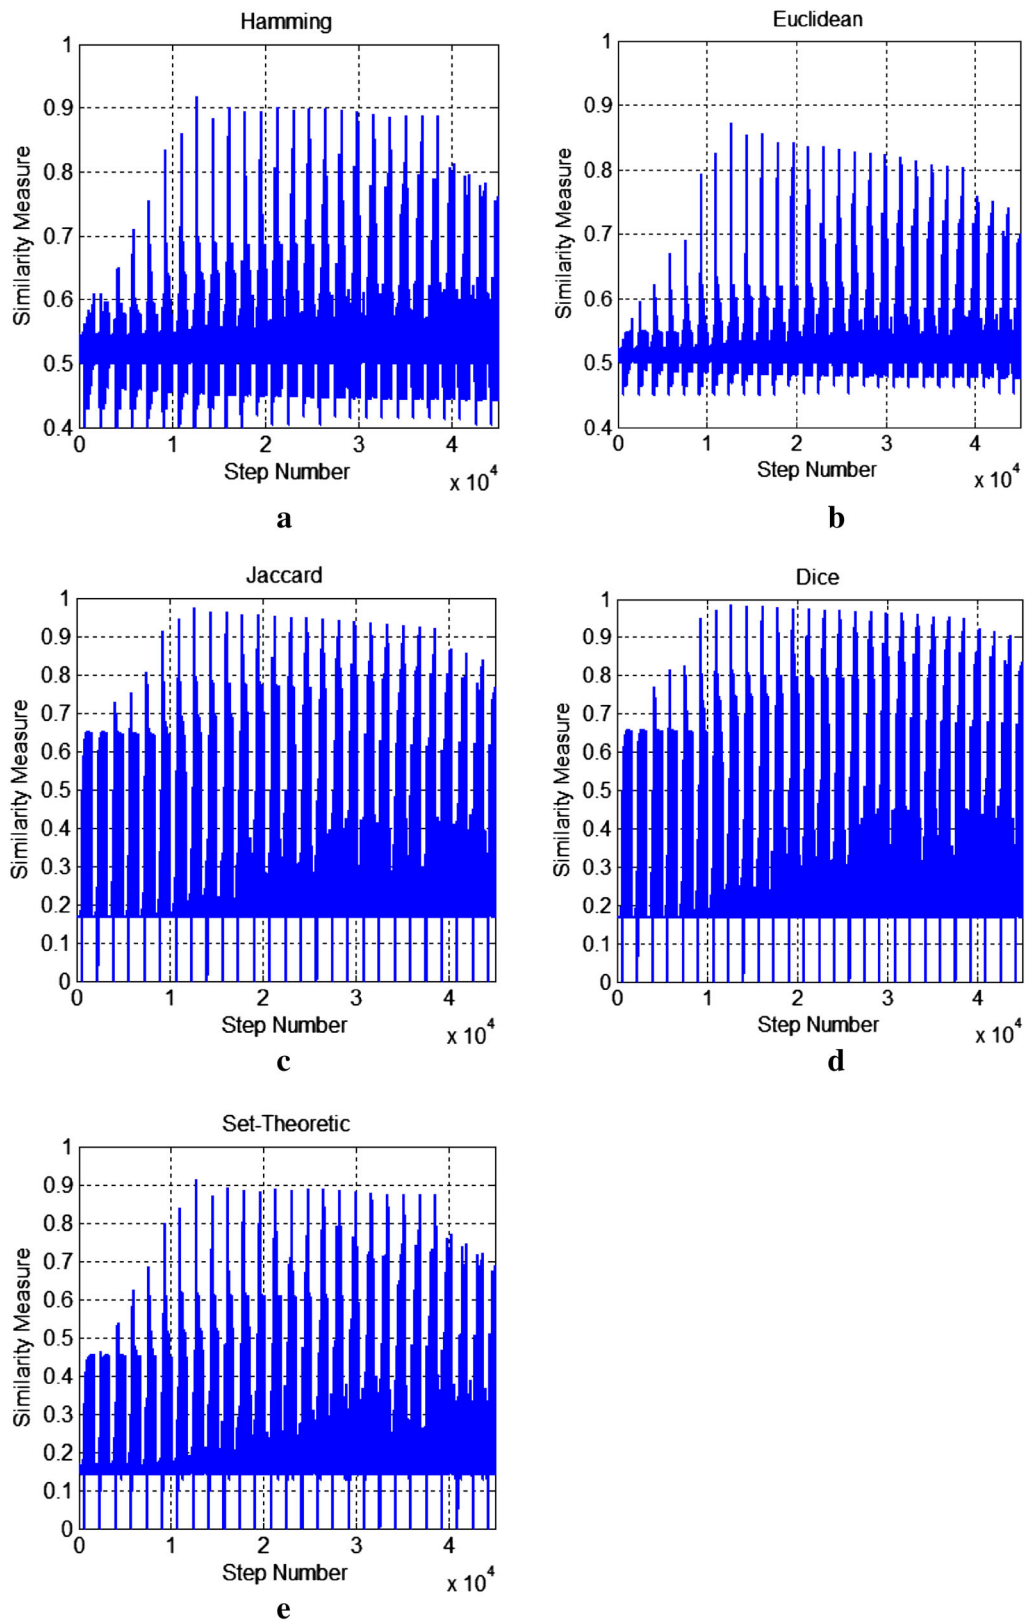 Hamming
1
0.9
0.8
0.7
0.6
0.5
0.4
Similarity Measure
0 1 2 3 4
Step Number
x 10^4
a
Euclidean
1
0.9
0.8
0.7
0.6
0.5
0.4
Similarity Measure
0 1 2 3 4
Step Number
x 10^4
b
Jaccard
1
0.9
0.8
0.7
0.6
0.5
0.4
0.3
0.2
0.1
0
Similarity Measure
0 1 2 3 4
Step Number
x 10^4
c
Dice
1
0.9
0.8
0.7
0.6
0.5
0.4
0.3
0.2
0.1
0
Similarity Measure
0 1 2 3 4
Step Number
x 10^4
d
Set-Theoretic
1
0.9
0.8
0.7
0.6
0.5
0.4
0.3
0.2
0.1
0
Similarity Measure
0 1 2 3 4
Step Number
x 10^4
e